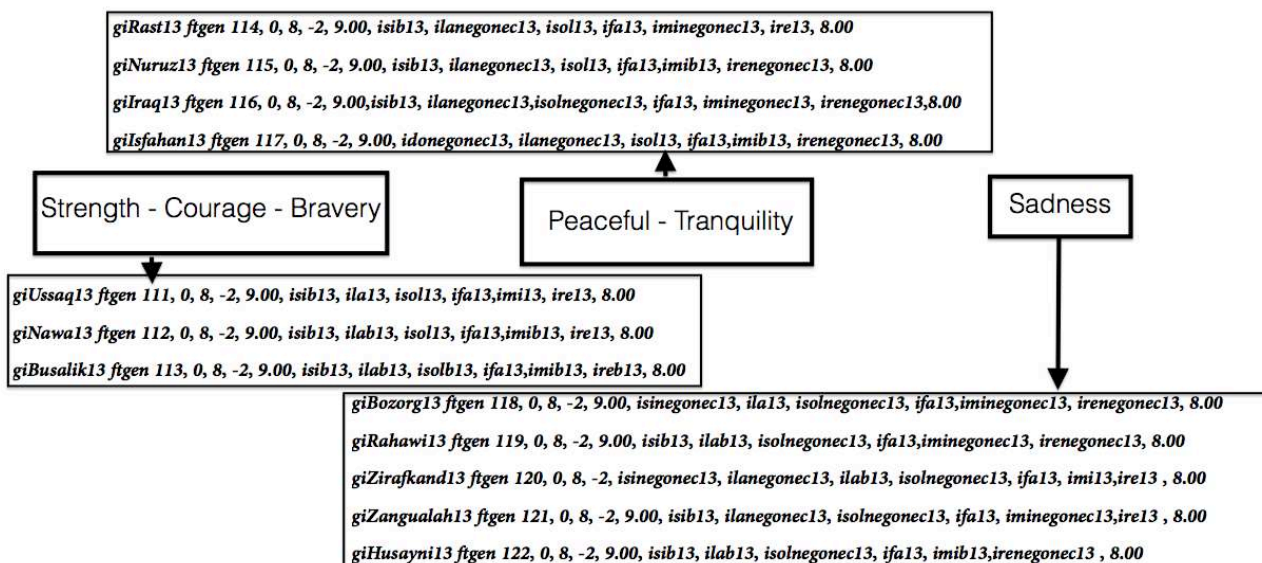 giRast13 ftgen 114, 0, 8, -2, 9.00, isib13, ilanegonec13, isol13, ifa13, iminegonec13, ire13, 8.00
giNuruz13 ftgen 115, 0, 8, -2, 9.00, isib13, ilanegonec13, isol13, ifa13,imib13, irenegonec13, 8.00
giIraq13 ftgen 116, 0, 8, -2, 9.00,isib13, ilanegonec13,isolnegonec13, ifa13, iminegonec13, irenegonec13,8.00
giIsfahan13 ftgen 117, 0, 8, -2, 9.00, idonegonec13, ilanegonec13, isol13, ifa13,imib13, irenegonec13, 8.00
Strength - Courage - Bravery
Peaceful - Tranquility
Sadness
giUssaq13 ftgen 111, 0, 8, -2, 9.00, isib13, ila13, isol13, ifa13,imi13, ire13, 8.00
giNawa13 ftgen 112, 0, 8, -2, 9.00, isib13, ilab13, isol13, ifa13,imib13, ire13, 8.00
giBusalik13 ftgen 113, 0, 8, -2, 9.00, isib13, ilab13, isolb13, ifa13,imib13, ireb13, 8.00
giBozorg13 ftgen 118, 0, 8, -2, 9.00, isinegonec13, ila13, isolnegonec13, ifa13,iminegonec13, irenegonec13, 8.00
giRahawi13 ftgen 119, 0, 8, -2, 9.00, isib13, ilab13, isolnegonec13, ifa13,iminegonec13, irenegonec13, 8.00
giZirafkand13 ftgen 120, 0, 8, -2, isinegonec13, ilanegonec13, ilab13, isolnegonec13, ifa13, imi13,ire13 , 8.00
giZangualah13 ftgen 121, 0, 8, -2, 9.00, isib13, ilanegonec13, isolnegonec13, ifa13, iminegonec13,ire13 , 8.00
giHusayni13 ftgen 122, 0, 8, -2, 9.00, isib13, ilab13, isolnegonec13, ifa13, imib13,irenegonec13 , 8.00